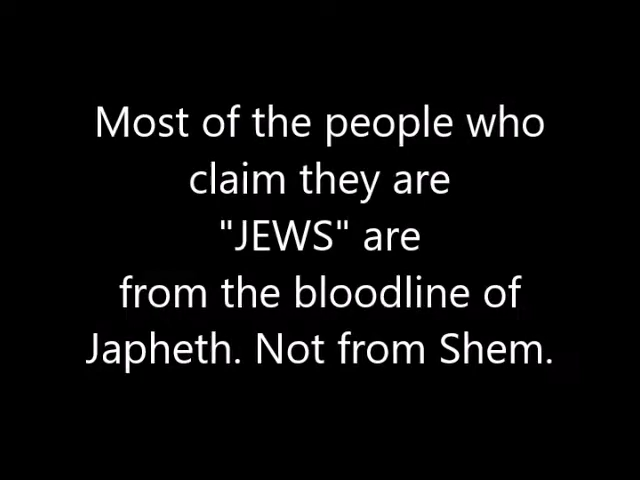 Most of the people who
claim they are
"JEWS" are
from the bloodline of
Japheth. Not from Shem.